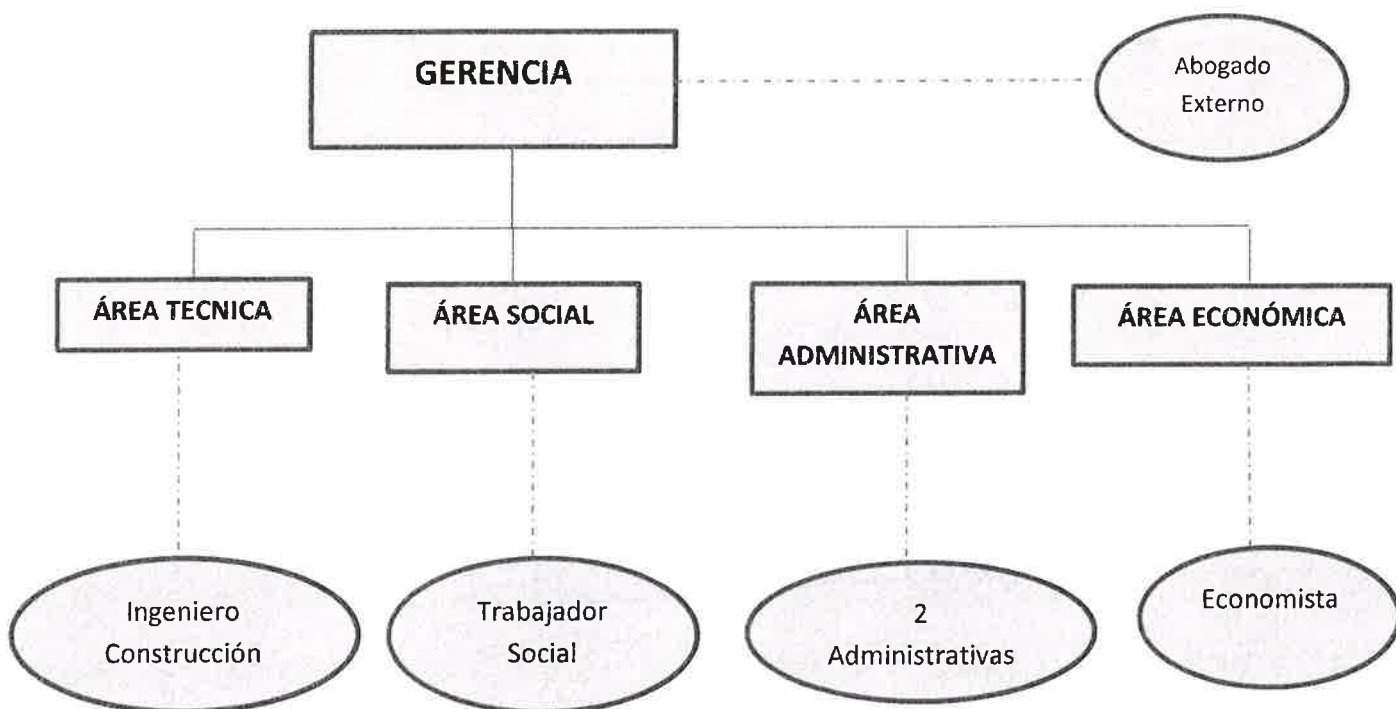 GERENCIA
Abogado
Externo
ÁREA TECNICA
ÁREA SOCIAL
ÁREA
ADMINISTRATIVA
ÁREA ECONÓMICA
Ingeniero
Construcción
Trabajador
Social
2
Administrativas
Economista